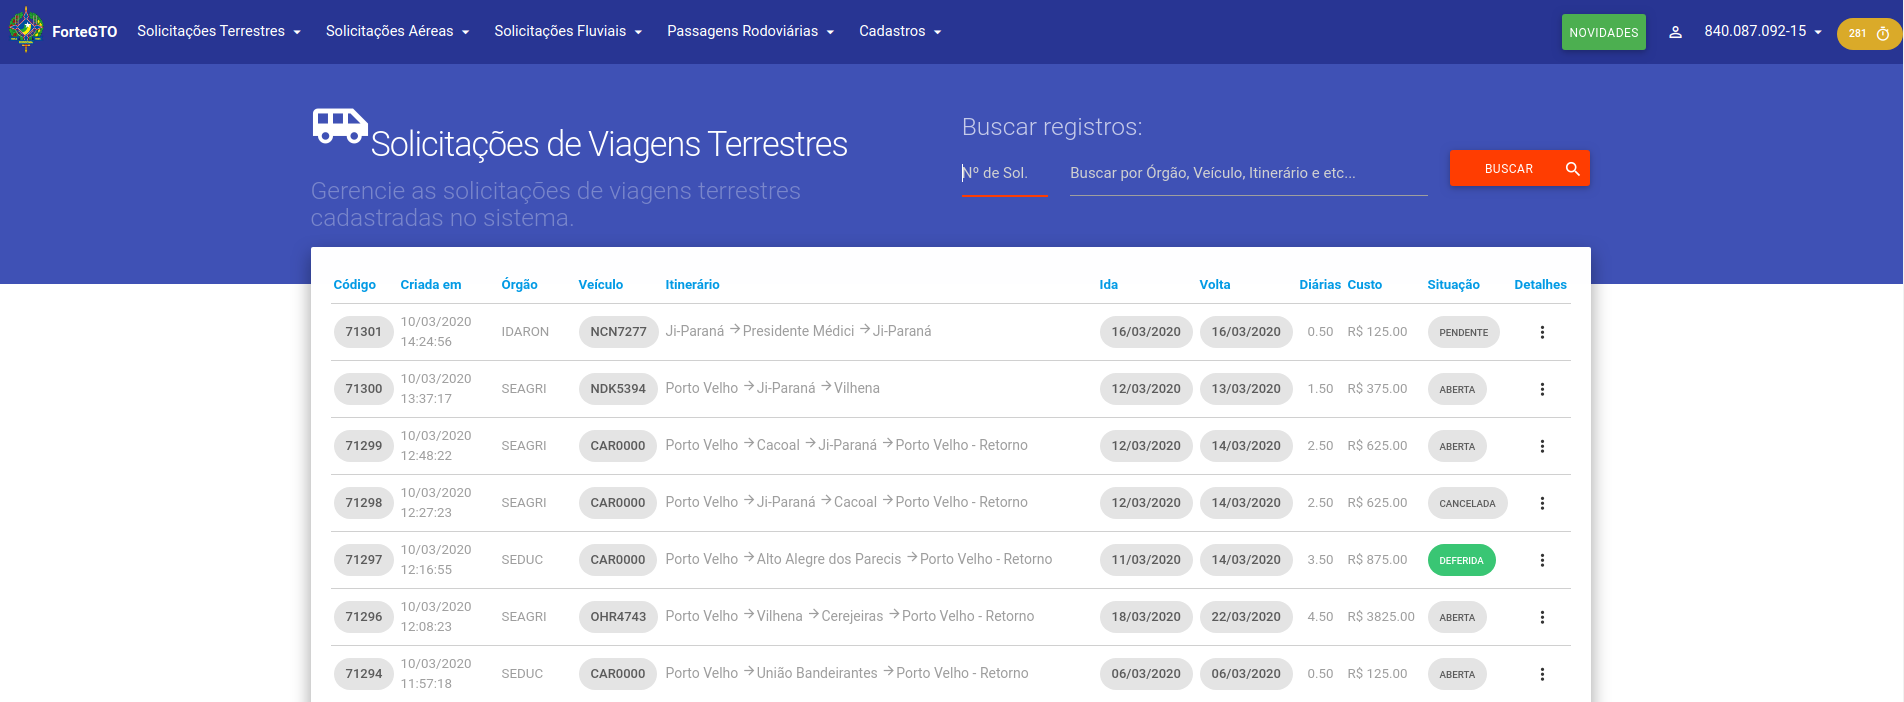 ForteGTO Solicitações Terrestres Solicitações Aéreas Solicitações Fluviais Passagens Rodoviárias Cadastros NOVIDADES 840.087.092-15 281
Solicitações de Viagens Terrestres
Gerencie as solicitações de viagens terrestres
cadastradas no sistema.
Buscar registros:
Nº de Sol. Buscar por Órgão, Veículo, Itinerário e etc... BUSCAR
Código Criada em Órgão Veículo Itinerário Ida Volta Diárias Custo Situação Detalhes
71301 10/03/2020 14:24:56 IDARON NCN7277 Ji-Paraná → Presidente Médici → Ji-Paraná 16/03/2020 16/03/2020 0.50 R$ 125.00 PENDENTE
71300 10/03/2020 13:37:17 SEAGRI NDK5394 Porto Velho → Ji-Paraná → Vilhena 12/03/2020 13/03/2020 1.50 R$ 375.00 ABERTA
71299 10/03/2020 12:48:22 SEAGRI CAR0000 Porto Velho → Cacoal → Ji-Paraná → Porto Velho - Retorno 12/03/2020 14/03/2020 2.50 R$ 625.00 ABERTA
71298 10/03/2020 12:27:23 SEAGRI CAR0000 Porto Velho → Ji-Paraná → Cacoal → Porto Velho - Retorno 12/03/2020 14/03/2020 2.50 R$ 625.00 CANCELADA
71297 10/03/2020 12:16:55 SEDUC CAR0000 Porto Velho → Alto Alegre dos Parecis → Porto Velho - Retorno 11/03/2020 14/03/2020 3.50 R$ 875.00 DEFERIDA
71296 10/03/2020 12:08:23 SEAGRI OHR4743 Porto Velho → Vilhena → Cerejeiras → Porto Velho - Retorno 18/03/2020 22/03/2020 4.50 R$ 3825.00 ABERTA
71294 10/03/2020 11:57:18 SEDUC CAR0000 Porto Velho → União Bandeirantes → Porto Velho - Retorno 06/03/2020 06/03/2020 0.50 R$ 125.00 ABERTA